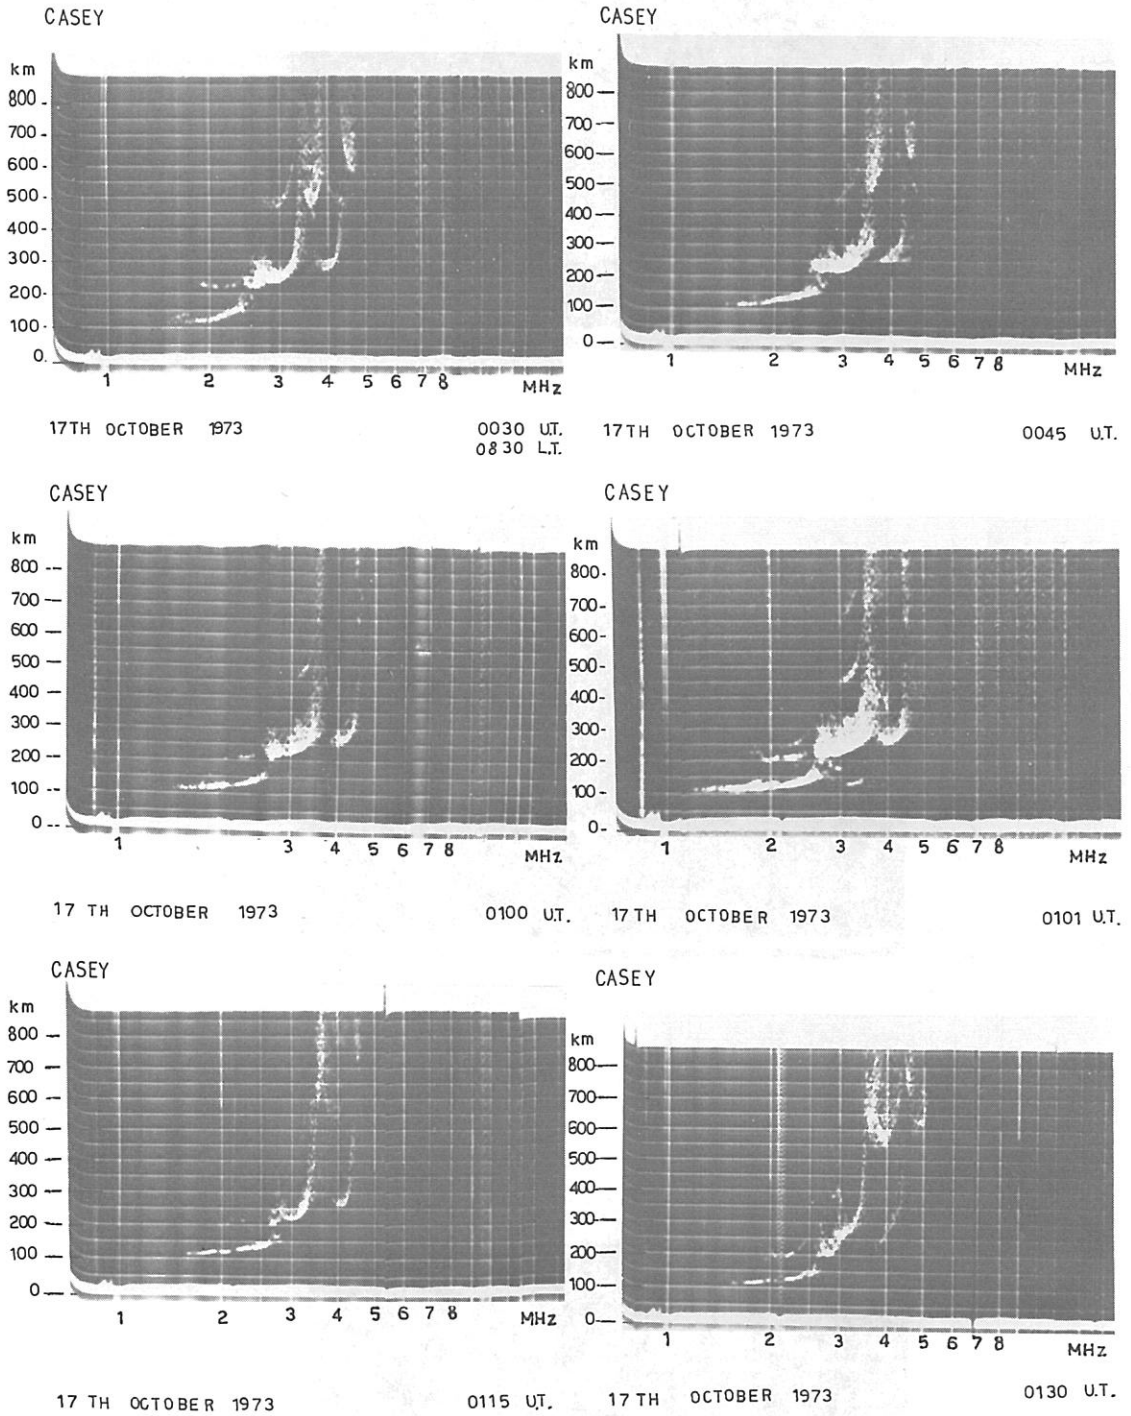 CASEY
km
800
700
600
500
400
300
200
100
0
1 2 3 4 5 6 7 8 MHz
17TH OCTOBER 1973 0030 U.T.
0830 L.T.
CASEY
km
800
700
600
500
400
300
200
100
0
1 2 3 4 5 6 7 8 MHz
17TH OCTOBER 1973 0045 U.T.
CASEY
km
800
700
600
500
400
300
200
100
0
1 3 4 5 6 7 8 MHz
17 TH OCTOBER 1973 0100 U.T.
CASEY
km
800
700
600
500
400
300
200
100
0
1 2 3 4 5 6 7 8 MHz
17TH OCTOBER 1973 0101 U.T.
CASEY
km
800
700
600
500
400
300
200
100
0
1 2 3 4 5 6 7 8 MHz
17 TH OCTOBER 1973 0115 U.T.
CASEY
km
800
700
600
500
400
300
200
100
0
1 2 3 4 5 6 7 8 MHz
17 TH OCTOBER 1973 0130 U.T.